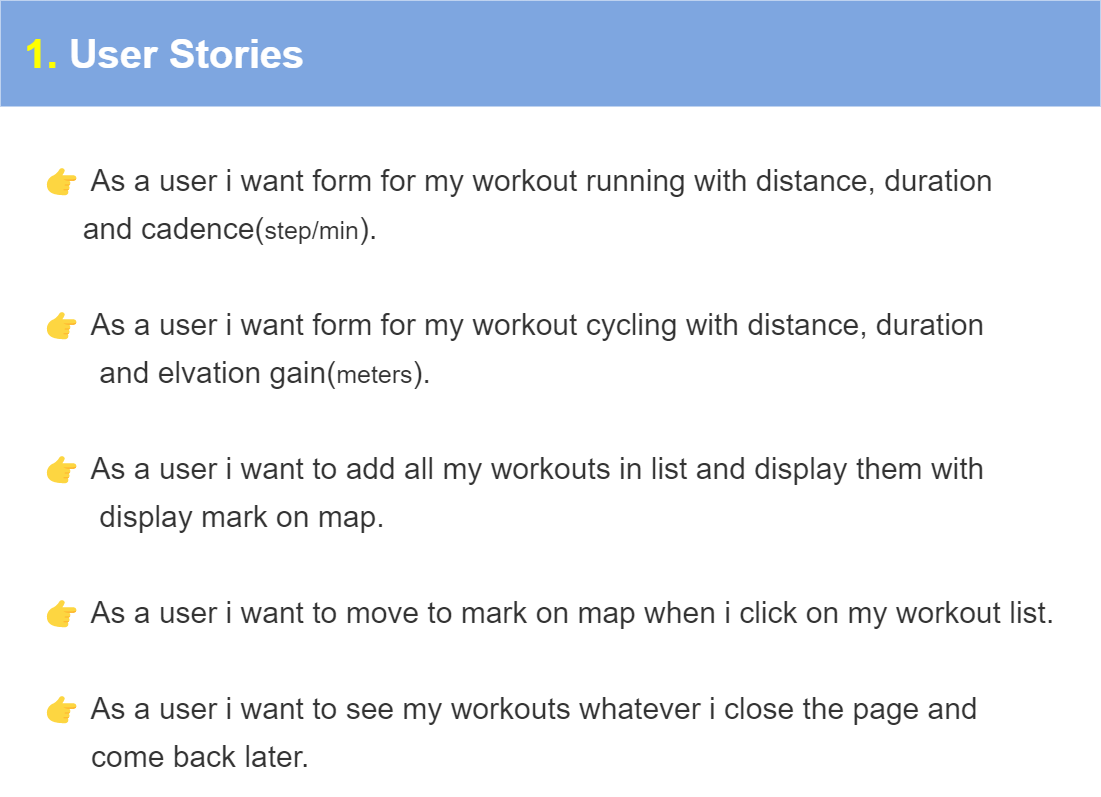 1. User Stories
👉 As a user i want form for my workout running with distance, duration
and cadence(step/min).
👉 As a user i want form for my workout cycling with distance, duration
and elvation gain(meters).
👉 As a user i want to add all my workouts in list and display them with
display mark on map.
👉 As a user i want to move to mark on map when i click on my workout list.
👉 As a user i want to see my workouts whatever i close the page and
come back later.